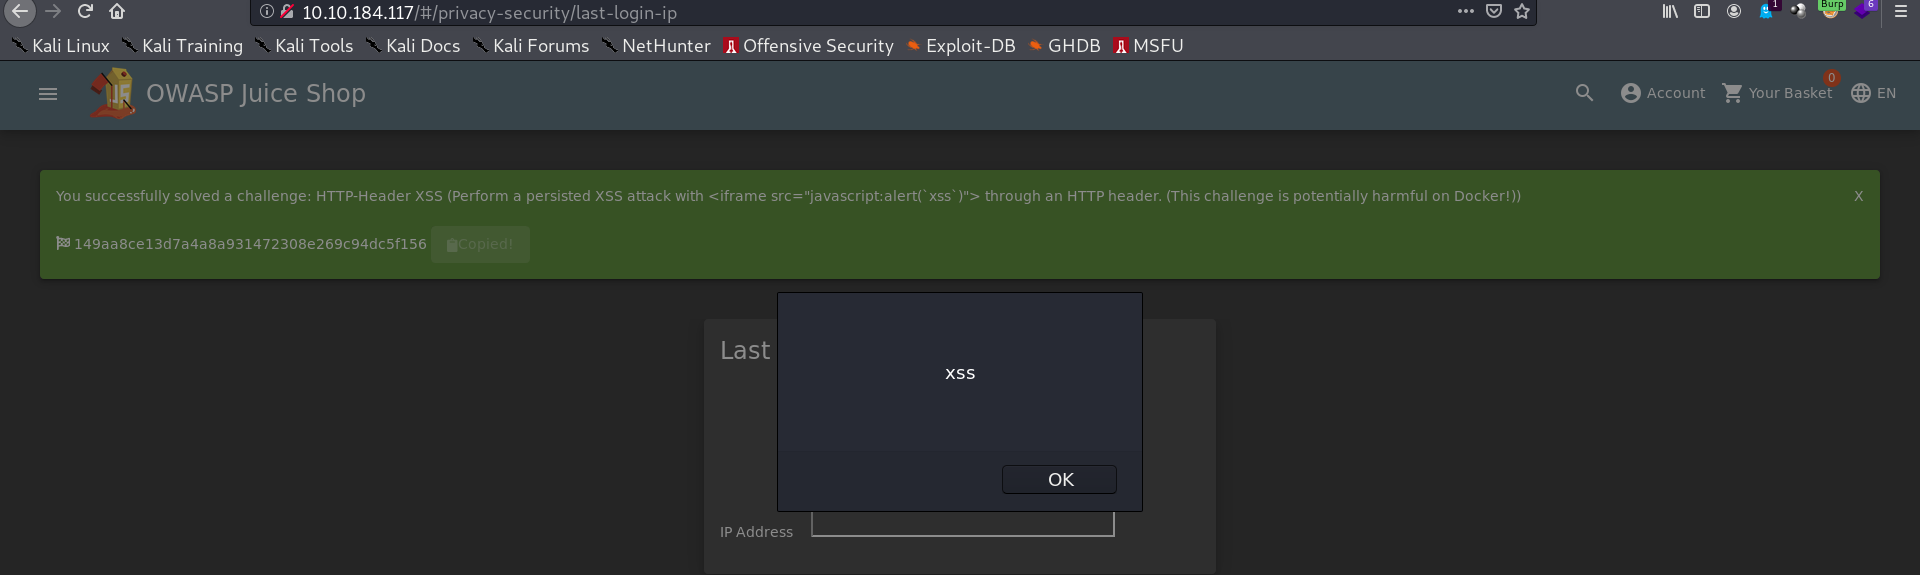 10.10.184.117/#/privacy-security/last-login-ip
1 Burp 6
Kali Linux Kali Training Kali Tools Kali Docs Kali Forums NetHunter Offensive Security Exploit-DB GHDB MSFU
OWASP Juice Shop
Account Your Basket 0 EN
You successfully solved a challenge: HTTP-Header XSS (Perform a persisted XSS attack with <iframe src="javascript:alert(`xss`)"> through an HTTP header. (This challenge is potentially harmful on Docker!)) X
149aa8ce13d7a4a8a931472308e269c94dc5f156 Copied!
Last
xss
OK
IP Address